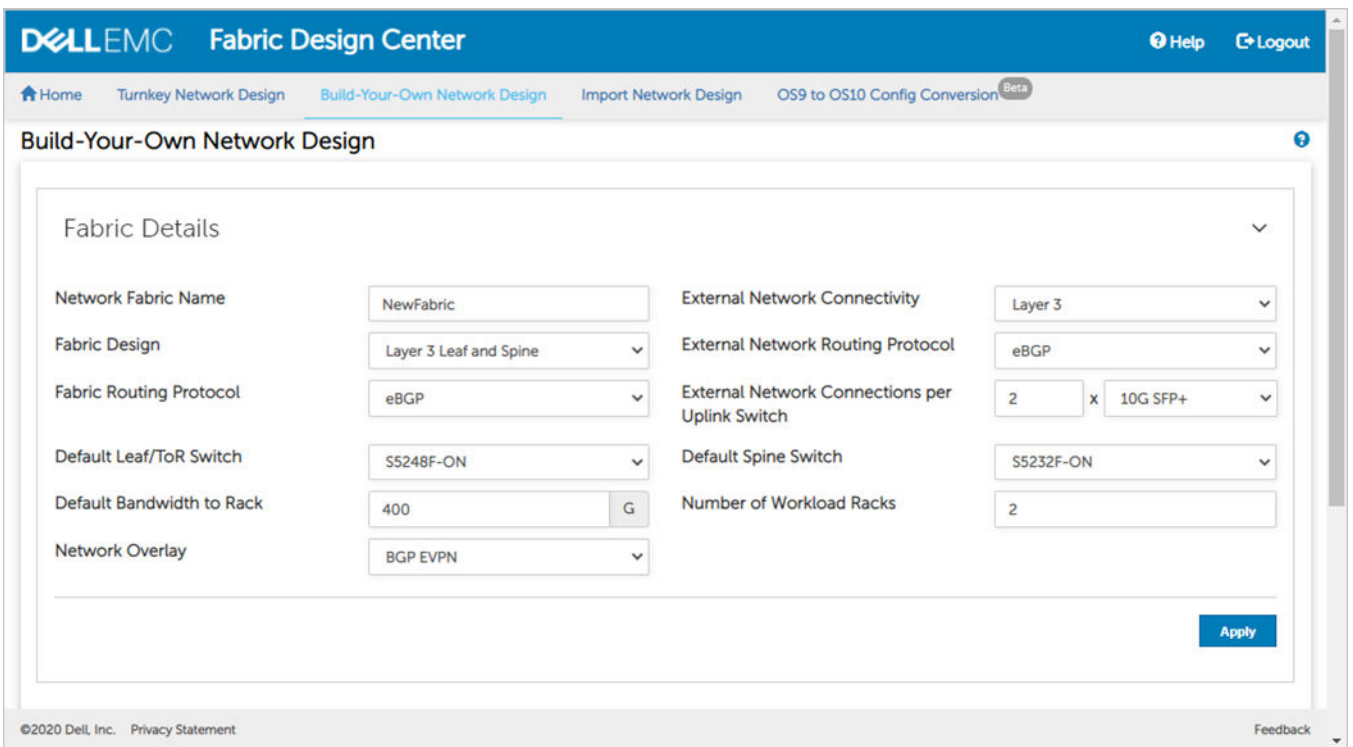 DELLEMC Fabric Design Center Help Logout
Home Turnkey Network Design Build-Your-Own Network Design Import Network Design OS9 to OS10 Config Conversion Beta
Build-Your-Own Network Design
Fabric Details
Network Fabric Name NewFabric External Network Connectivity Layer 3
Fabric Design Layer 3 Leaf and Spine External Network Routing Protocol eBGP
Fabric Routing Protocol eBGP External Network Connections per
Uplink Switch 2 x 10G SFP+
Default Leaf/ToR Switch S5248F-ON Default Spine Switch S5232F-ON
Default Bandwidth to Rack 400 G Number of Workload Racks 2
Network Overlay BGP EVPN
Apply
©2020 Dell, Inc. Privacy Statement Feedback